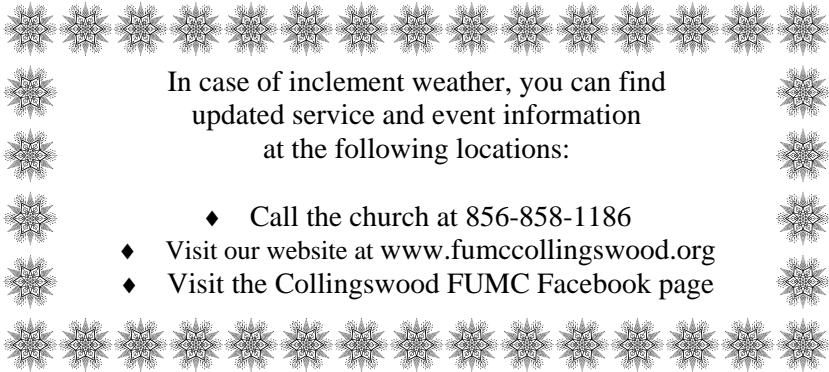 In case of inclement weather, you can find
updated service and event information
at the following locations:
♦ Call the church at 856-858-1186
♦ Visit our website at www.fumccollingswood.org
♦ Visit the Collingswood FUMC Facebook page